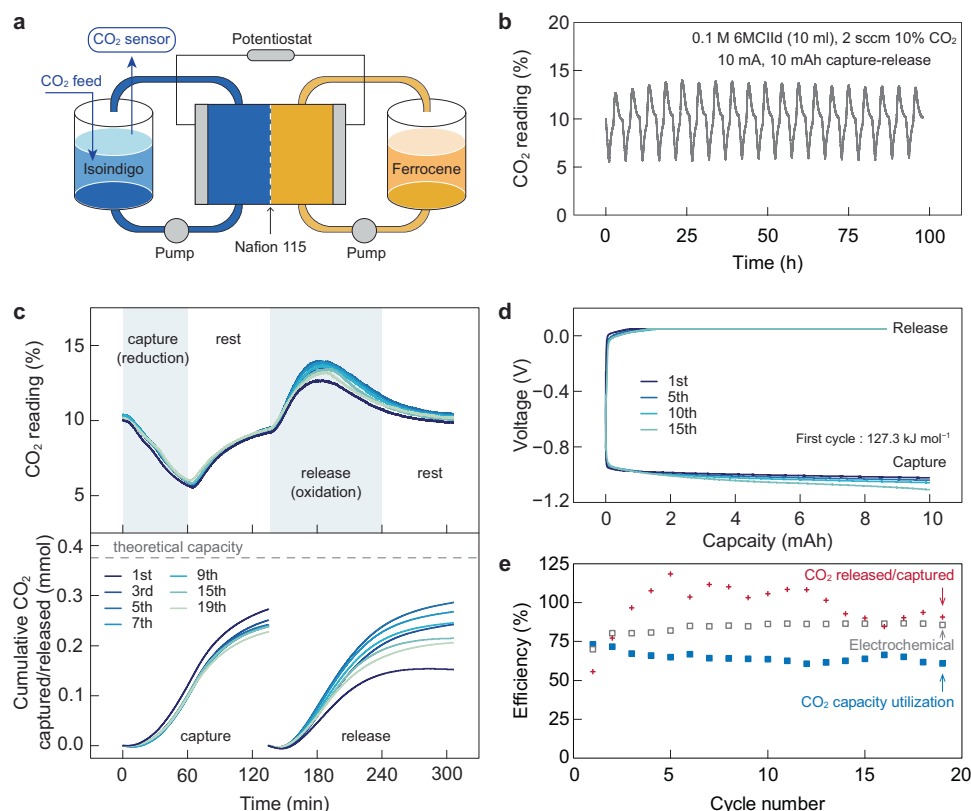 a
CO₂ sensor
Potentiostat
CO₂ feed
Isoindigo
Ferrocene
Pump
Nafion 115
Pump
b
0.1 M 6MCIId (10 ml), 2 sccm 10% CO₂
10 mA, 10 mAh capture-release
CO₂ reading (%)
20
15
10
5
0
0 25 50 75 100
Time (h)
c
capture
(reduction)
rest
release
(oxidation)
rest
CO₂ reading (%)
15
10
5
theoretical capacity
1st 9th
3rd 15th
5th 19th
7th
capture
release
Cumulative CO₂
captured/released (mmol)
0.4
0.3
0.2
0.1
0.0
0 60 120 180 240 300
Time (min)
d
Release
1st
5th
10th
15th
First cycle : 127.3 kJ mol⁻¹
Capture
Voltage (V)
0.0
−0.4
−0.8
−1.2
0 2 4 6 8 10
Capcaity (mAh)
e
CO₂ released/captured
Electrochemical
CO₂ capacity utilization
Efficiency (%)
125
100
75
50
25
0
0 5 10 15 20
Cycle number